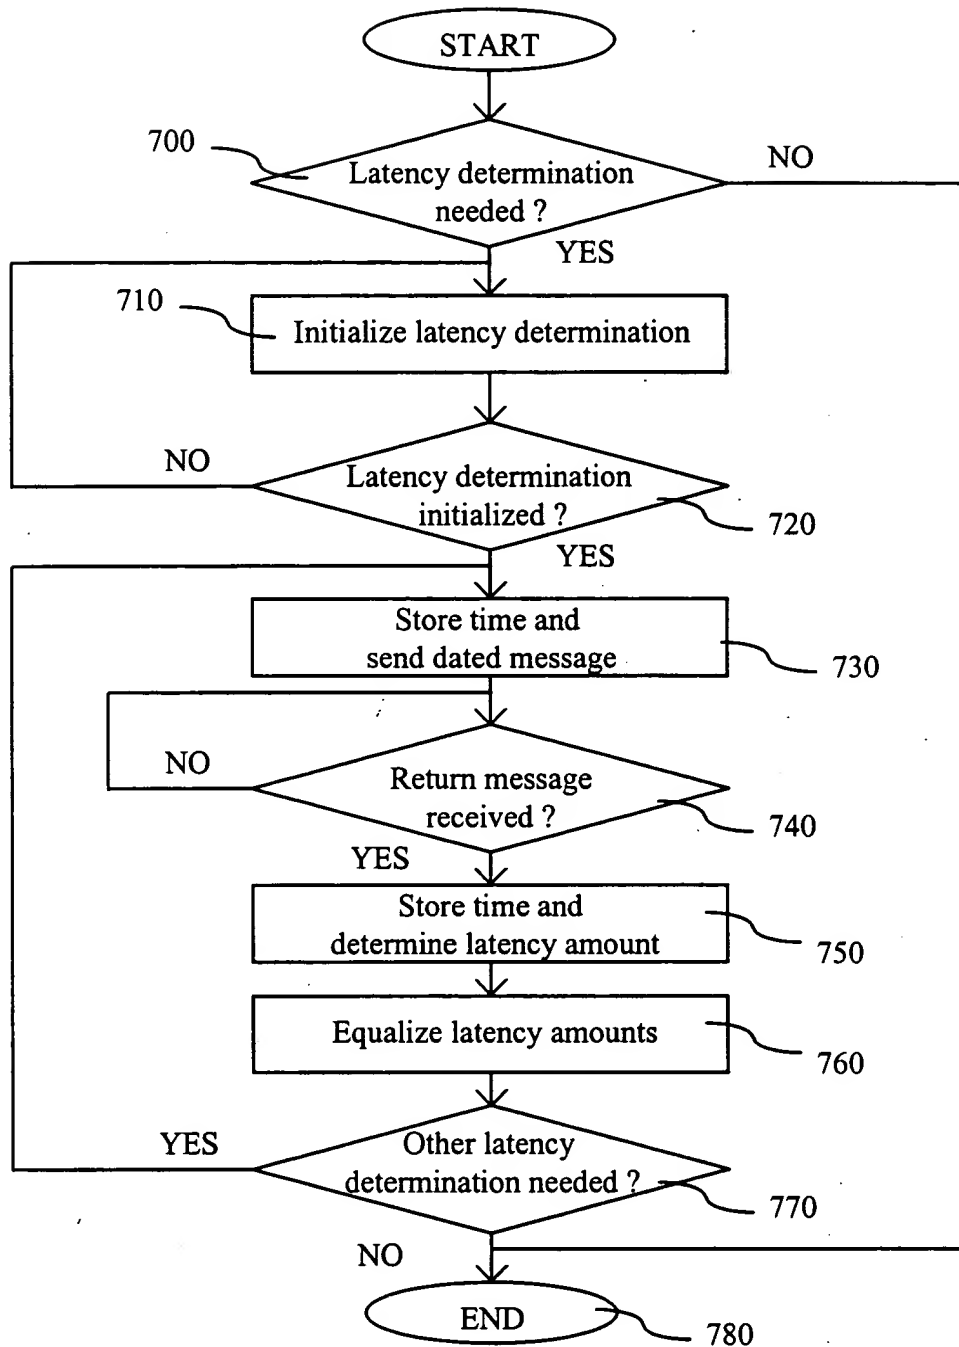 START
700
NO
Latency determination
needed ?
YES
710
Initialize latency determination
NO
Latency determination
initialized ?
720
YES
Store time and
send dated message
730
NO
Return message
received ?
740
YES
Store time and
determine latency amount
750
Equalize latency amounts
760
YES
Other latency
determination needed ?
770
NO
END
780